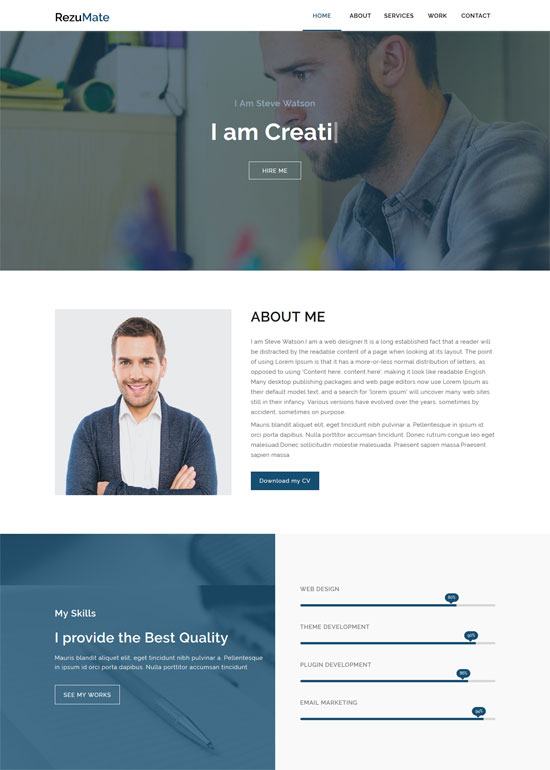 RezuMate
HOME ABOUT SERVICES WORK CONTACT
I Am Steve Watson
I am Creati
HIRE ME
ABOUT ME
I am Steve Watson.I am a web designer.It is a long established fact that a reader will
be distracted by the readable content of a page when looking at its layout. The point
of using Lorem Ipsum is that it has a more-or-less normal distribution of letters, as
opposed to using 'Content here, content here', making it look like readable English.
Many desktop publishing packages and web page editors now use Lorem Ipsum as
their default model text, and a search for 'lorem ipsum' will uncover many web sites
still in their infancy. Various versions have evolved over the years, sometimes by
accident, sometimes on purpose.
Mauris blandit aliquet elit, eget tincidunt nibh pulvinar a. Pellentesque in ipsum id
orci porta dapibus. Nulla porttitor accumsan tincidunt. Donec rutrum congue leo eget
malesuad.Donec sollicitudin molestie malesuada. Praesent sapien massa.Praesent
sapien massa
Download my CV
My Skills
I provide the Best Quality
Mauris blandit aliquet elit, eget tincidunt nibh pulvinar a. Pellentesque
in ipsum id orci porta dapibus. Nulla porttitor accumsan tincidunt
SEE MY WORKS
WEB DESIGN
80%
THEME DEVELOPMENT
90%
PLUGIN DEVELOPMENT
86%
EMAIL MARKETING
94%